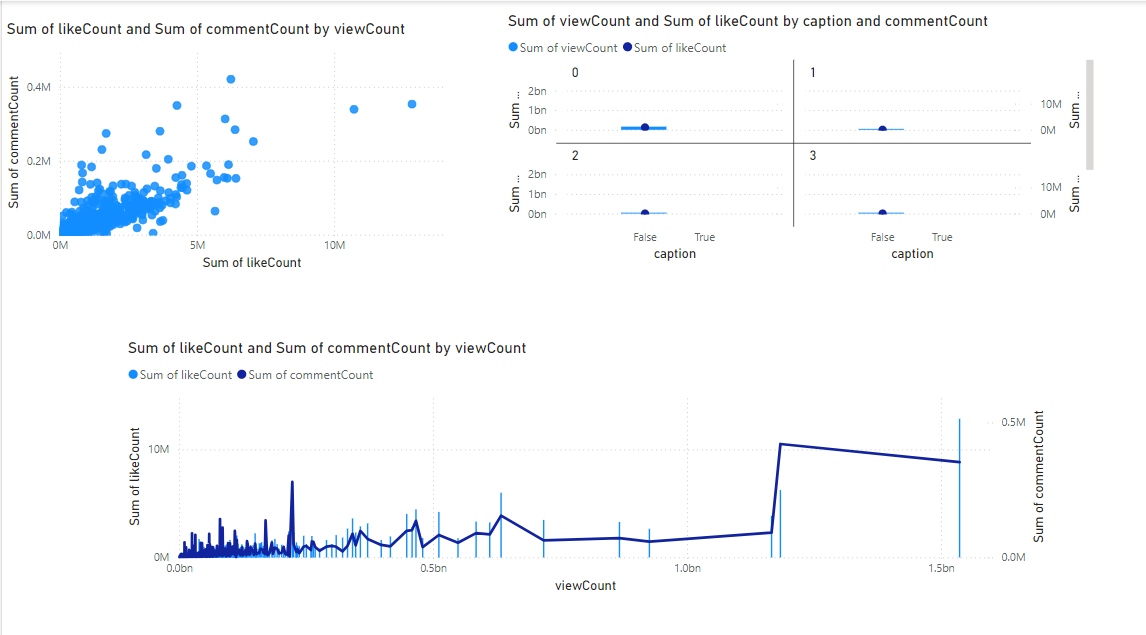 Sum of likeCount and Sum of commentCount by viewCount
Sum of commentCount
0.4M
0.2M
0.0M
0M 5M 10M
Sum of likeCount
Sum of viewCount and Sum of likeCount by caption and commentCount
Sum of viewCount Sum of likeCount
0 1
Sum ...
2bn
1bn
0bn
10M
0M
Sum ...
2 3
Sum ...
2bn
1bn
0bn
10M
0M
Sum ...
False True False True
caption caption
Sum of likeCount and Sum of commentCount by viewCount
Sum of likeCount Sum of commentCount
Sum of likeCount
10M
0M
0.5M
0.0M
Sum of commentCount
0.0bn 0.5bn 1.0bn 1.5bn
viewCount